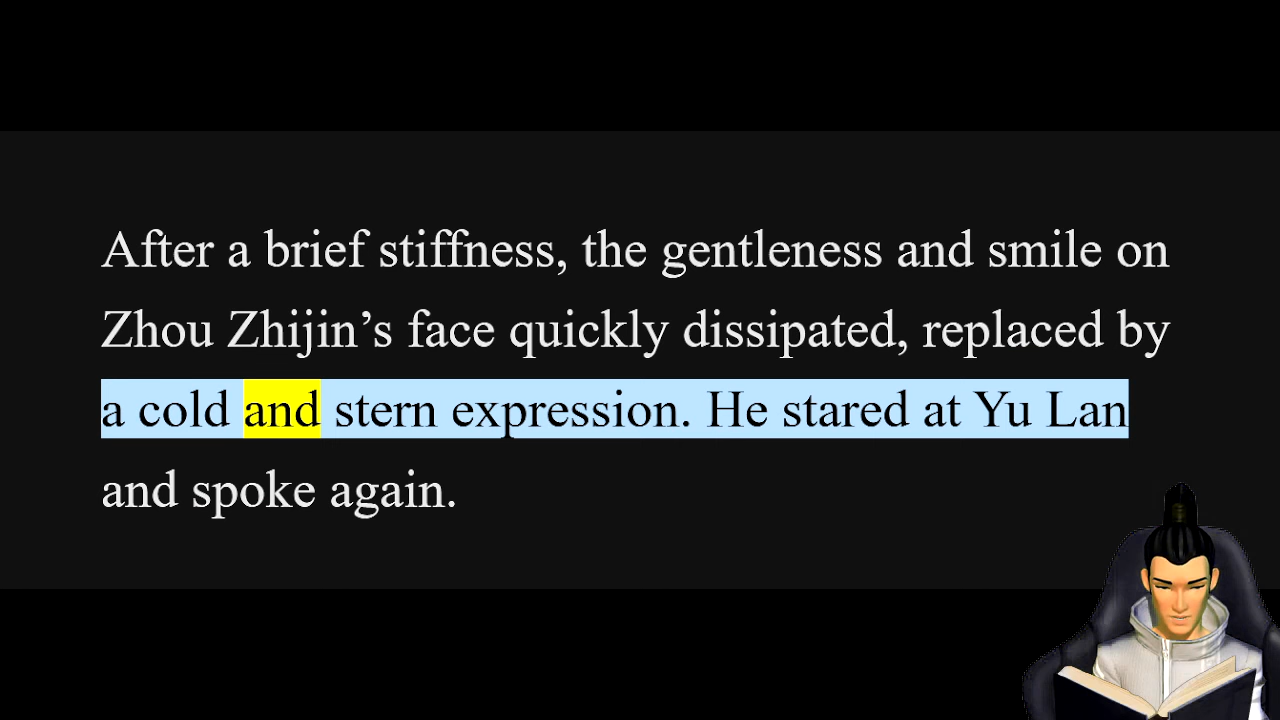 After a brief stiffness, the gentleness and smile on
Zhou Zhijin’s face quickly dissipated, replaced by
a cold and stern expression. He stared at Yu Lan
and spoke again.